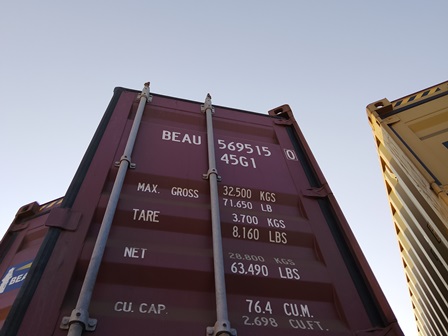 BEAU 569515 0
45G1
MAX. GROSS 32.500 KGS
71.650 LB
TARE 3.700 KGS
8.160 LBS
NET 28.800 KGS
63.490 LBS
CU. CAP. 76.4 CU.M.
2.698 CU.FT.
BEA